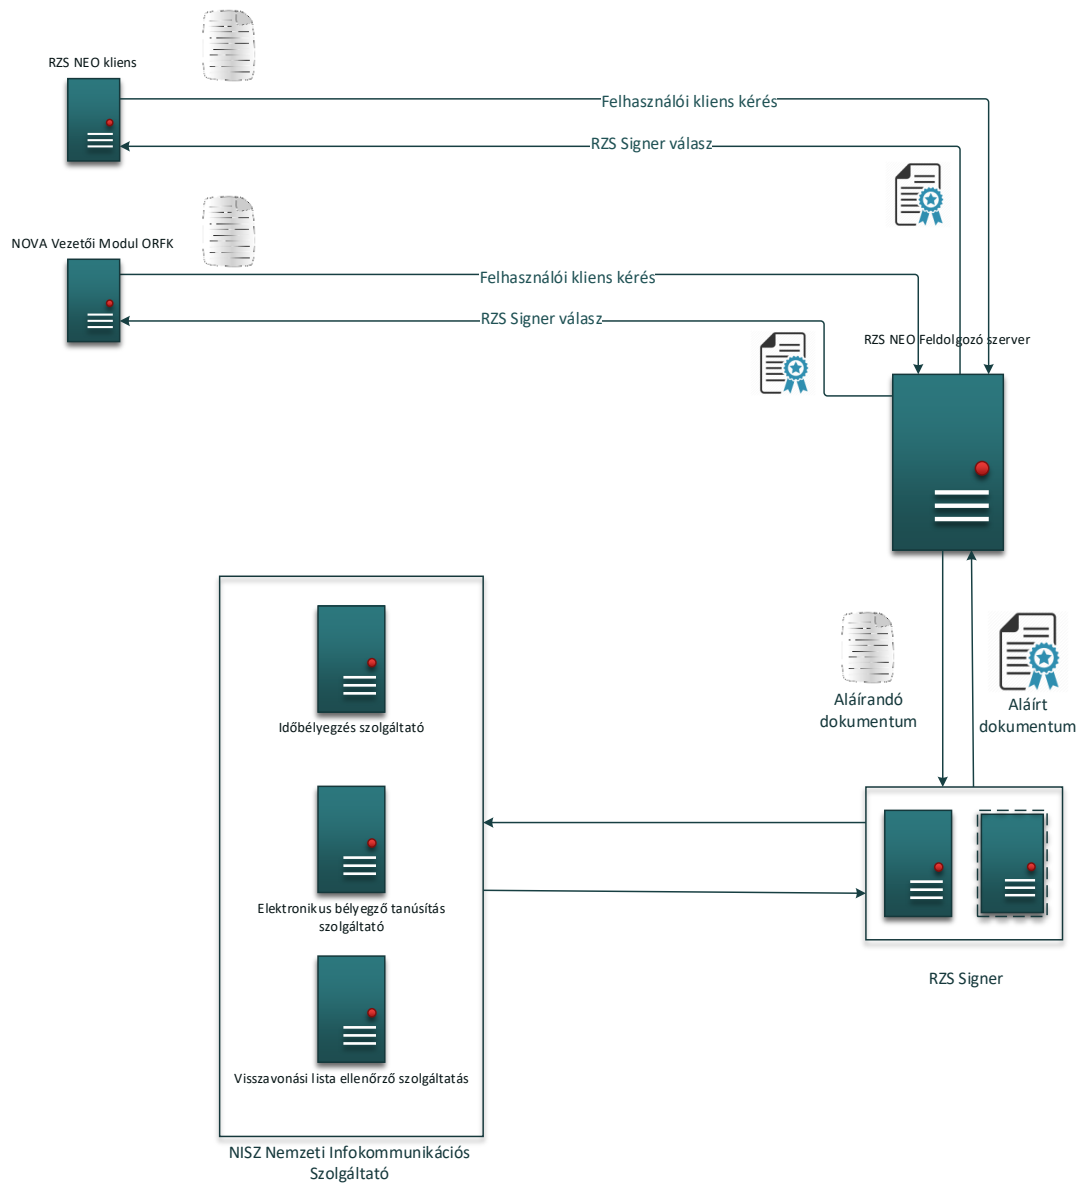 RZS NEO kliens
Felhasználói kliens kérés
RZS Signer válasz
NOVA Vezetői Modul ORFK
Felhasználói kliens kérés
RZS Signer válasz
RZS NEO Feldolgozó szerver
Aláírandó
dokumentum
Aláírt
dokumentum
Időbélyegzés szolgáltató
Elektronikus bélyegző tanúsítás
szolgáltató
RZS Signer
Visszavonási lista ellenőrző szolgáltatás
NISZ Nemzeti Infokommunikációs
Szolgáltató